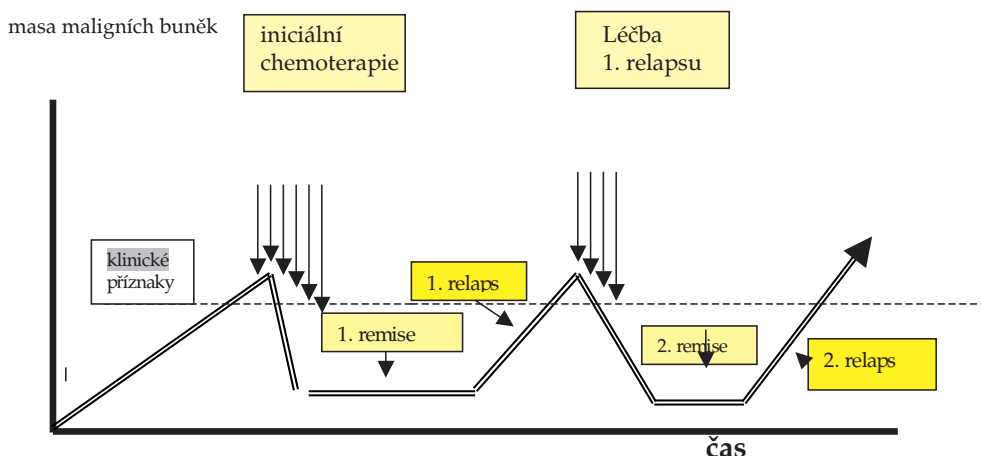 masa maligních buněk
iniciální
chemoterapie
Léčba
1. relapsu
klinické
příznaky
1. relaps
1. remise
2. remise
2. relaps
čas